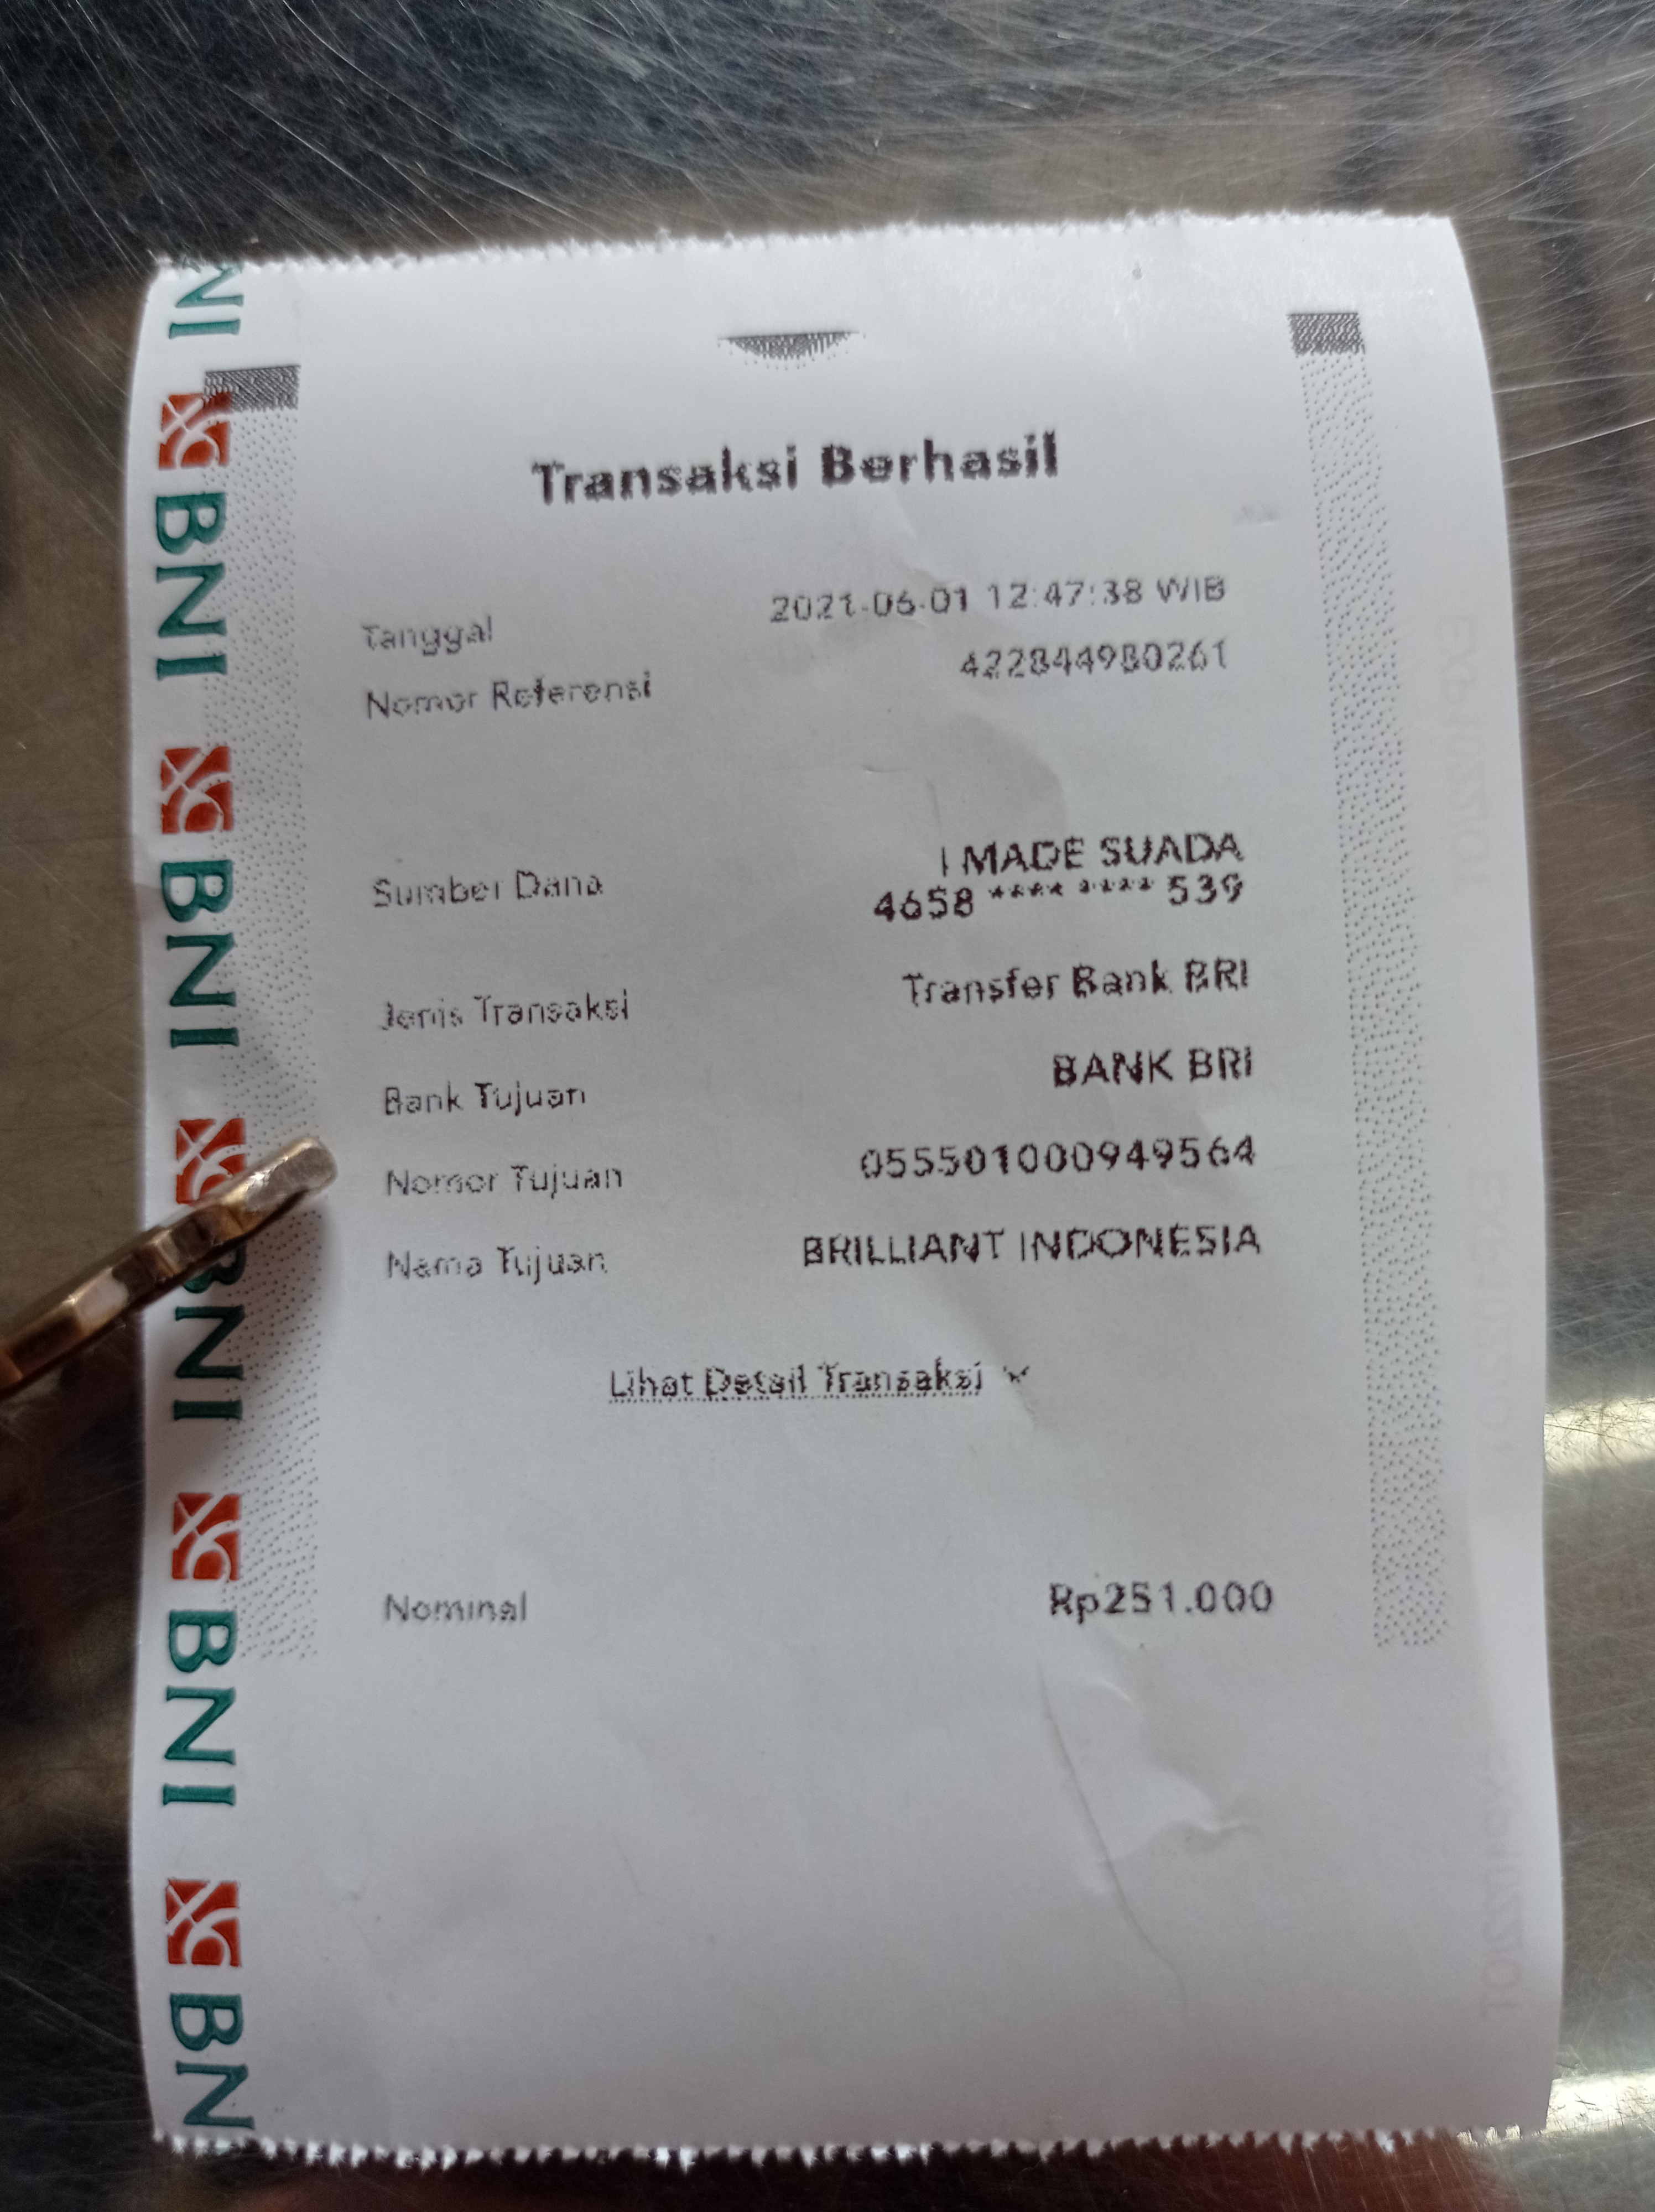 Transaksi Berhasil
Tanggal 2021-06-01 12:47:38 WIB
Nomor Referensi 422844980261
Sumber Dana I MADE SUADA
4658 **** **** 539
Jenis Transaksi Transfer Bank BRI
Bank Tujuan BANK BRI
Nomor Tujuan 055501000949564
Nama Tujuan BRILLIANT INDONESIA
Lihat Detail Transaksi
Nominal Rp251.000
NI
BNI
BNI
BNI
BNI
BN